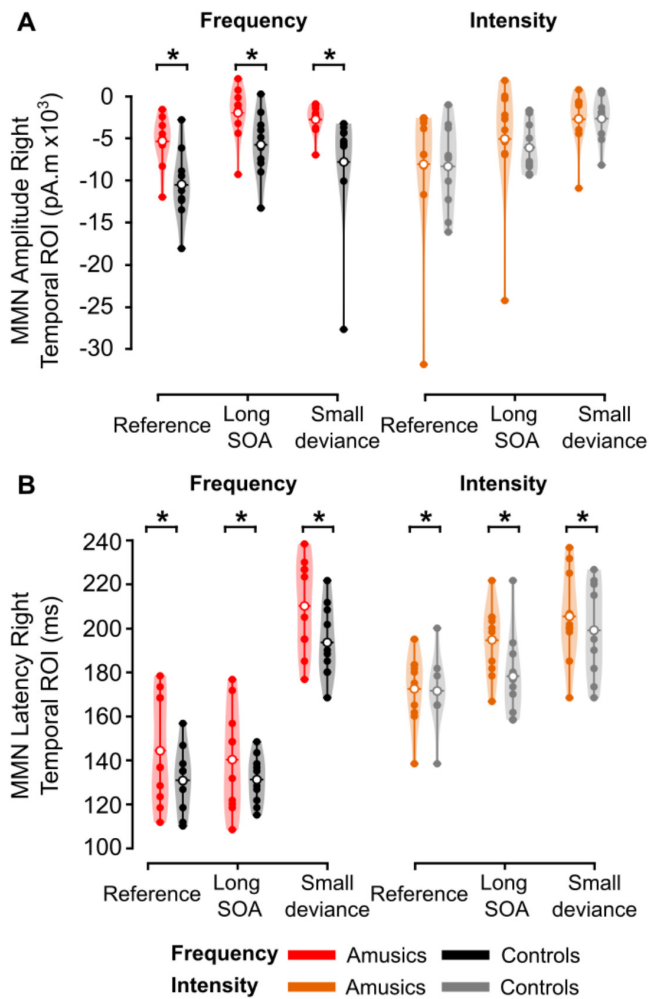 A
Frequency Intensity
* * *
MMN Amplitude Right
Temporal ROI (pA.m x10³)
0
-5
-10
-15
-20
-25
-30
Reference Long SOA Small deviance Reference Long SOA Small deviance
B
Frequency Intensity
* * * * * *
MMN Latency Right
Temporal ROI (ms)
240
220
200
180
160
140
120
100
Reference Long SOA Small deviance Reference Long SOA Small deviance
Frequency Amusics Controls
Intensity Amusics Controls